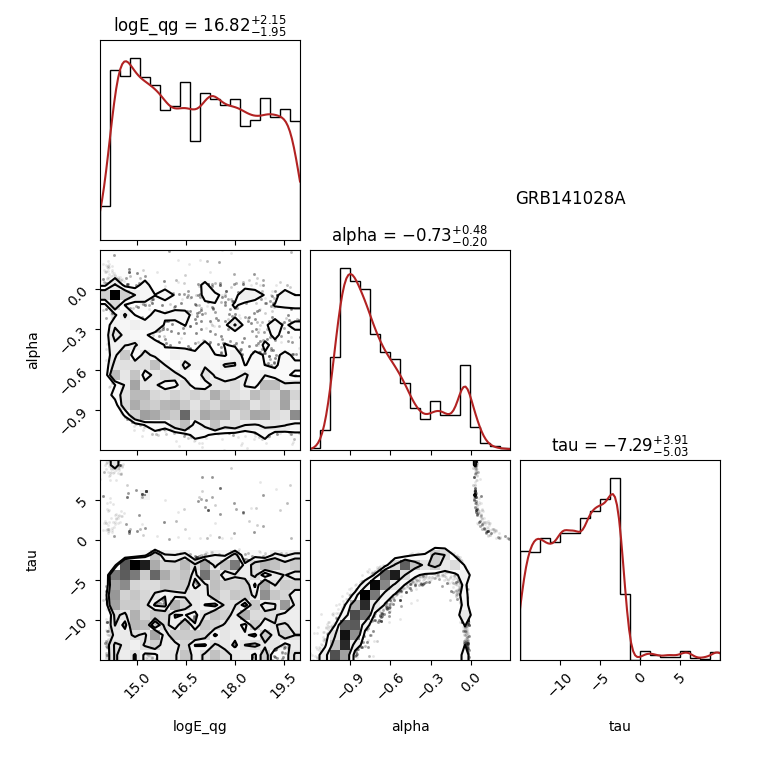 logE_qg = 16.82+2.15 −1.95
GRB141028A
alpha = −0.73+0.48 −0.20
alpha
0.0
−0.3
−0.6
−0.9
tau = −7.29+3.91 −5.03
tau
5
0
−5
−10
15.0 16.5 18.0 19.5 −0.9 −0.6 −0.3 0.0 −10 −5 0 5
logE_qg alpha tau